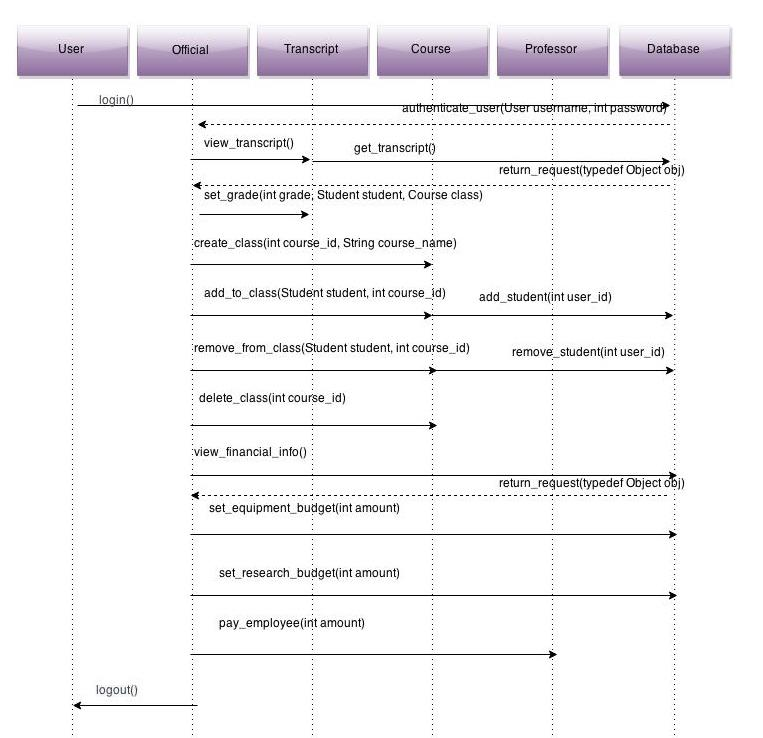 User Official Transcript Course Professor Database
login()
authenticate_user(User username, int password)
view_transcript()
get_transcript()
return_request(typedef Object obj)
set_grade(int grade, Student student, Course class)
create_class(int course_id, String course_name)
add_to_class(Student student, int course_id)
add_student(int user_id)
remove_from_class(Student student, int course_id)
remove_student(int user_id)
delete_class(int course_id)
view_financial_info()
return_request(typedef Object obj)
set_equipment_budget(int amount)
set_research_budget(int amount)
pay_employee(int amount)
logout()